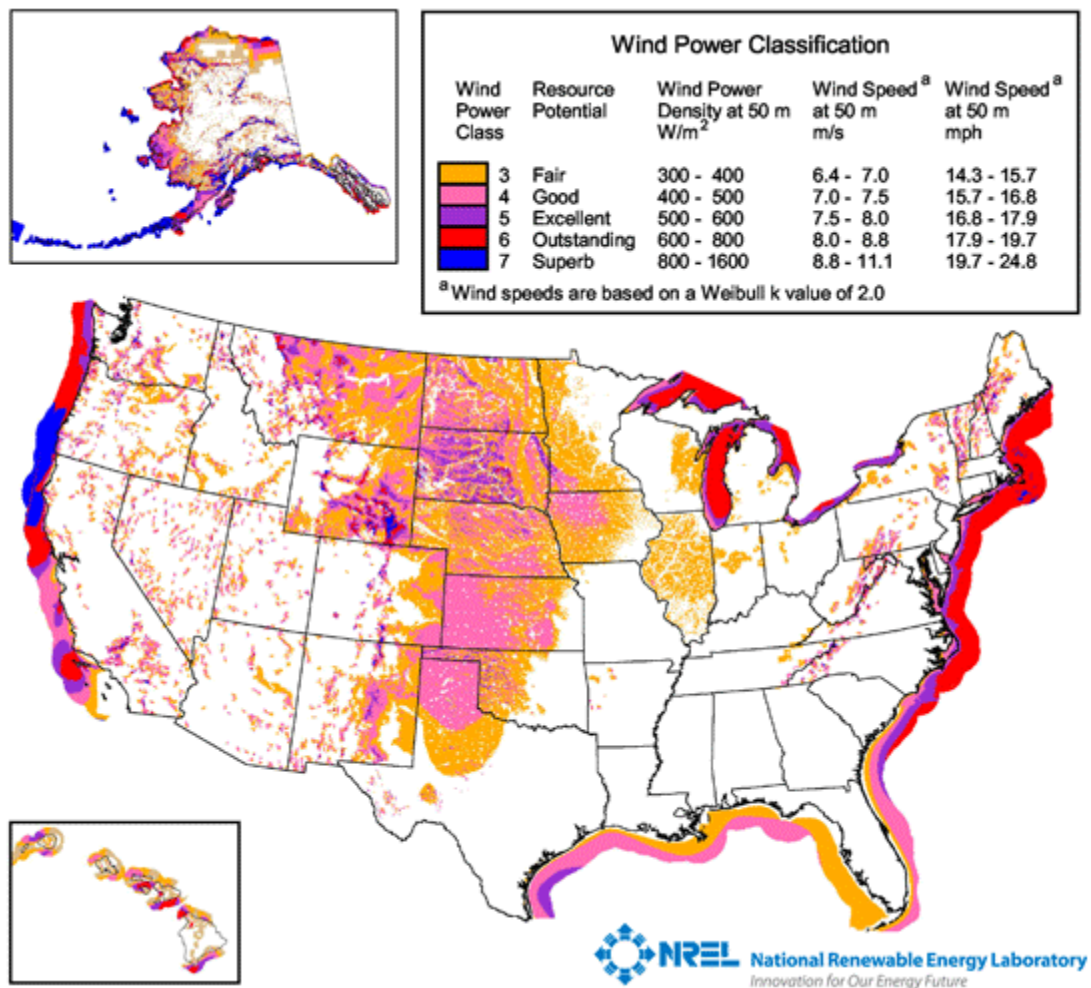 Wind Power Classification
Wind Resource Wind Power Wind Speed a Wind Speed a
Power Potential Density at 50 m at 50 m at 50 m
Class W/m2 m/s mph
3 Fair 300 - 400 6.4 - 7.0 14.3 - 15.7
4 Good 400 - 500 7.0 - 7.5 15.7 - 16.8
5 Excellent 500 - 600 7.5 - 8.0 16.8 - 17.9
6 Outstanding 600 - 800 8.0 - 8.8 17.9 - 19.7
7 Superb 800 - 1600 8.8 - 11.1 19.7 - 24.8
a Wind speeds are based on a Weibull k value of 2.0
NREL National Renewable Energy Laboratory
Innovation for Our Energy Future